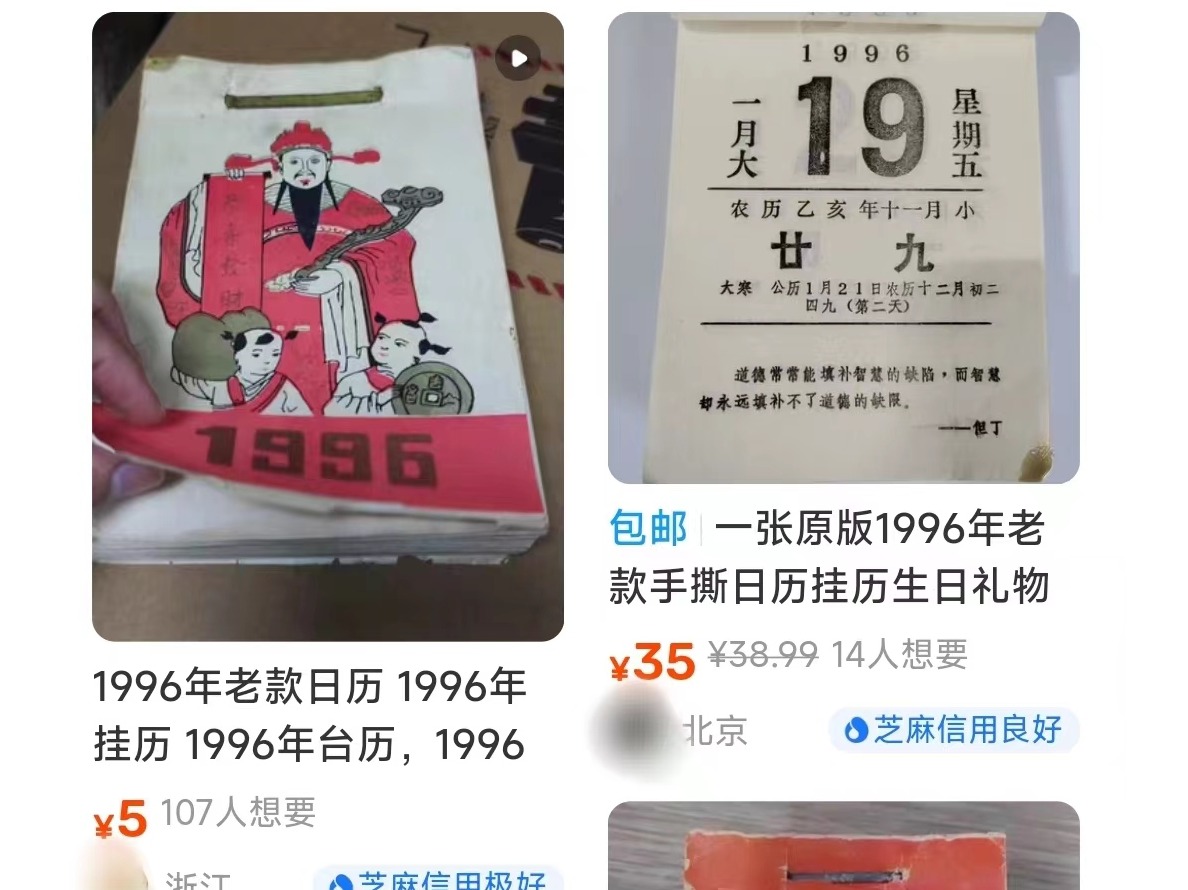 恭喜發財
1996
1996年老款日历 1996年
挂历 1996年台历，1996
¥5 107人想要
浙江 芝麻信用极好
1996
一月大
19
星期五
农历乙亥年十一月小
廿九
大寒 公历1月21日农历十二月初二
四九（第二天）
道德常常能填补智慧的缺陷，而智慧
却永远填补不了道德的缺限。
——但丁
包邮 一张原版1996年老
款手撕日历挂历生日礼物
¥35 ¥38.99 14人想要
北京 芝麻信用良好